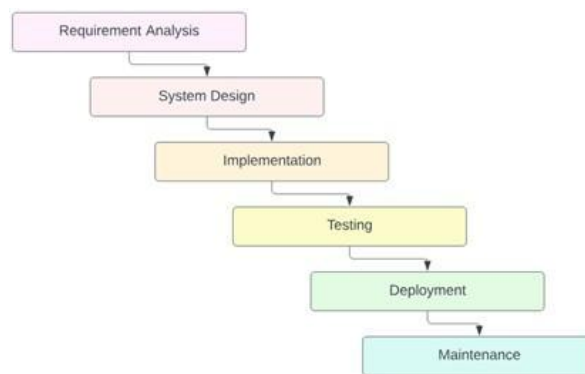 Requirement Analysis
System Design
Implementation
Testing
Deployment
Maintenance